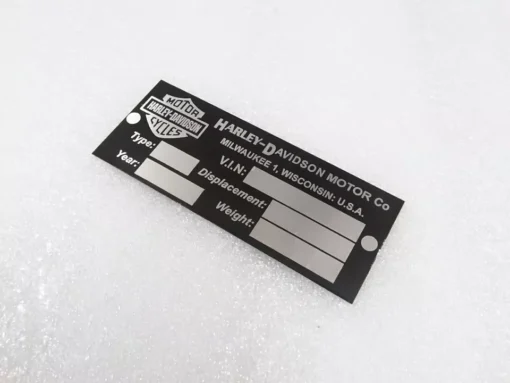 MOTOR
HARLEY-DAVIDSON
CYCLES
HARLEY-DAVIDSON MOTOR Co
MILWAUKEE 1, WISCONSIN: U.S.A.
Type:
V.I.N:
Year:
Displacement:
Weight: